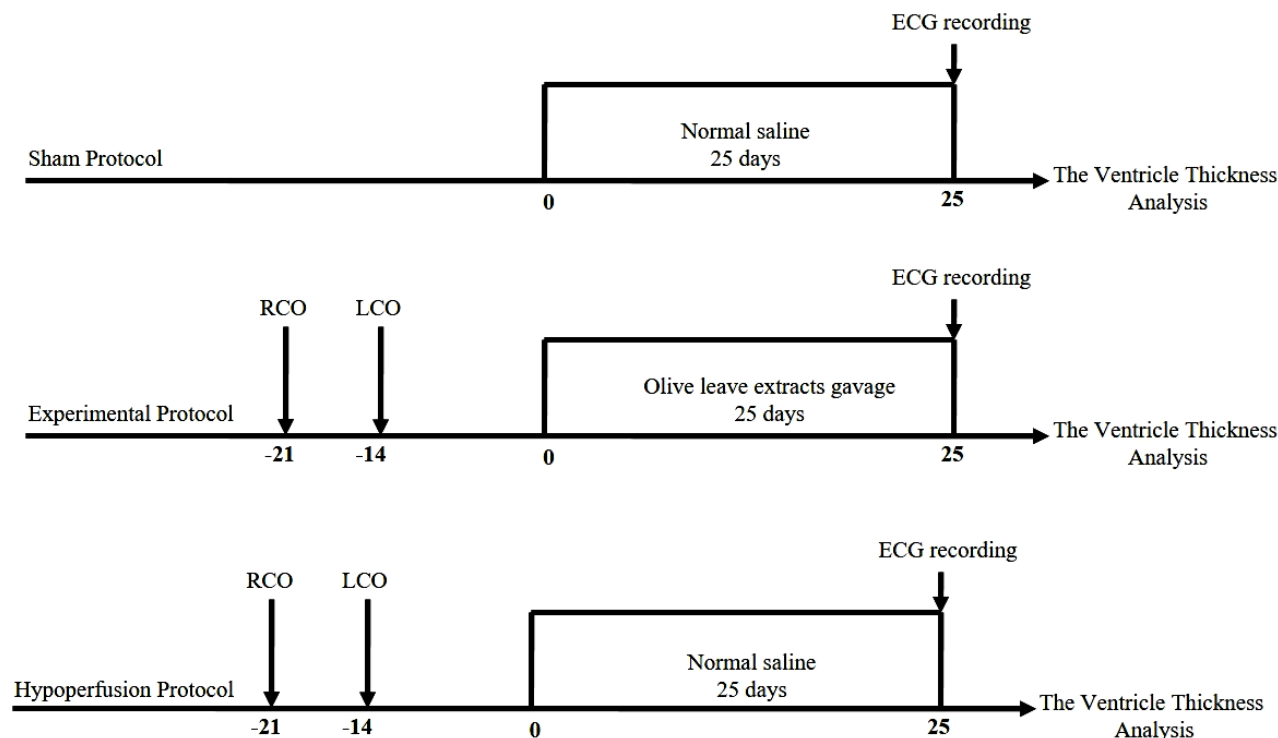 ECG recording
Normal saline
25 days
Sham Protocol
The Ventricle Thickness
Analysis
0
25
ECG recording
RCO
LCO
Olive leave extracts gavage
25 days
Experimental Protocol
The Ventricle Thickness
Analysis
-21
-14
0
25
ECG recording
RCO
LCO
Normal saline
25 days
Hypoperfusion Protocol
The Ventricle Thickness
Analysis
-21
-14
0
25